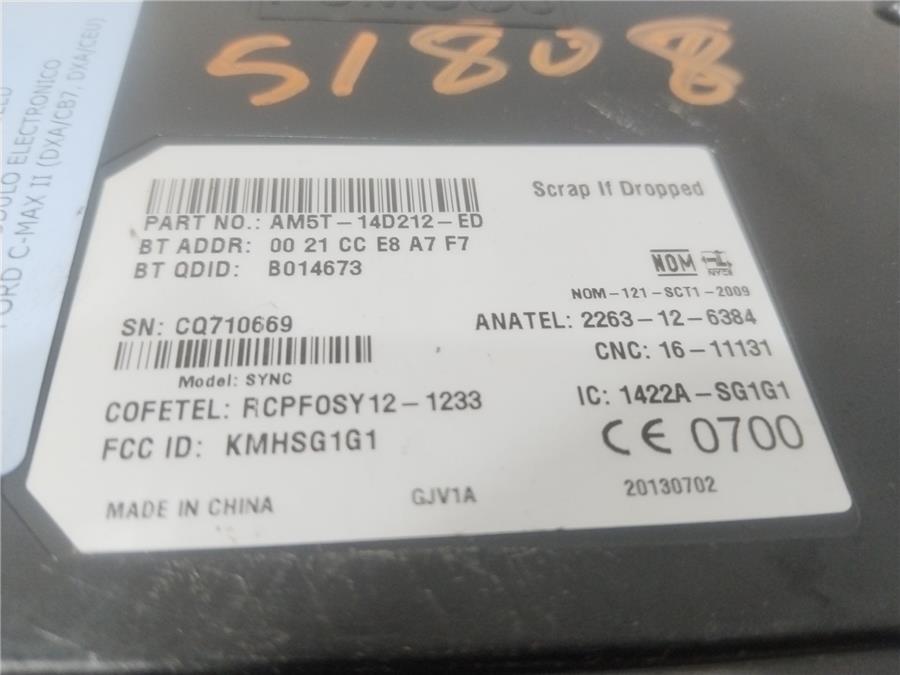 S1808
ODULO ELECTRONICO
FORD C-MAX II (DXA/CB7, DXA/CEU)
Scrap If Dropped
PART NO.: AM5T-14D212-ED
BT ADDR: 00 21 CC E8 A7 F7
BT QDID: B014673
NOM
NYCE
NOM-121-SCT1-2009
SN: CQ710669
ANATEL: 2263-12-6384
CNC: 16-11131
Model: SYNC
COFETEL: RCPFOSY12-1233
IC: 1422A-SG1G1
FCC ID: KMHSG1G1
CE 0700
MADE IN CHINA
GJV1A
20130702